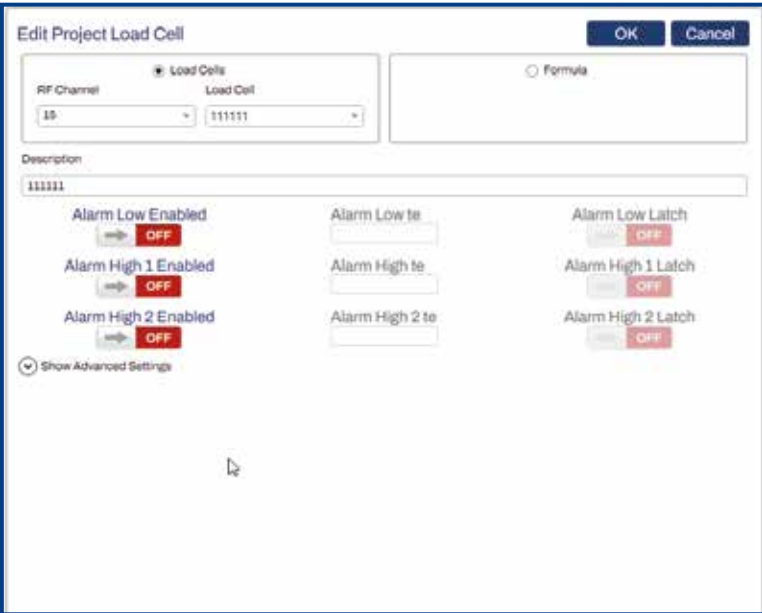 Edit Project Load Cell OK Cancel
Load Cells Formula
RF Channel Load Cell
15 111111
Description
111111
Alarm Low Enabled Alarm Low te Alarm Low Latch
OFF OFF
Alarm High 1 Enabled Alarm High te Alarm High 1 Latch
OFF OFF
Alarm High 2 Enabled Alarm High 2 te Alarm High 2 Latch
OFF OFF
Show Advanced Settings